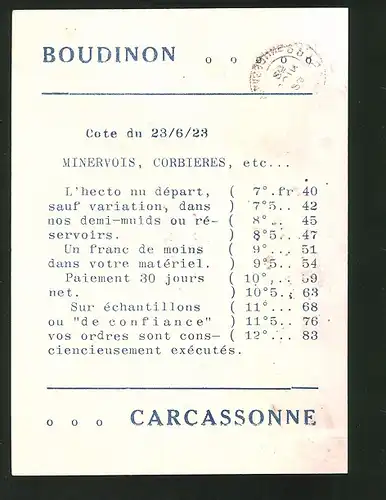 BOUDINON o o o o
Cote du 23/6/23
MINERVOIS, CORBIERES, etc...
L'hecto nu départ, ( 7°.fr 40
sauf variation, dans ) 7°5.. 42
nos demi-muids ou ré- ( 8°.. 45
servoirs. ) 8°5.. 47
Un franc de moins ( 9°.. 51
dans votre matériel. ) 9°5.. 54
Paiement 30 jours ( 10°.. 59
net. ) 10°5.. 63
Sur échantillons ( 11°... 68
ou "de confiance" ) 11°5.. 76
vos ordres sont cons- ( 12°... 83
ciencieusement exécutés.
o o o CARCASSONNE